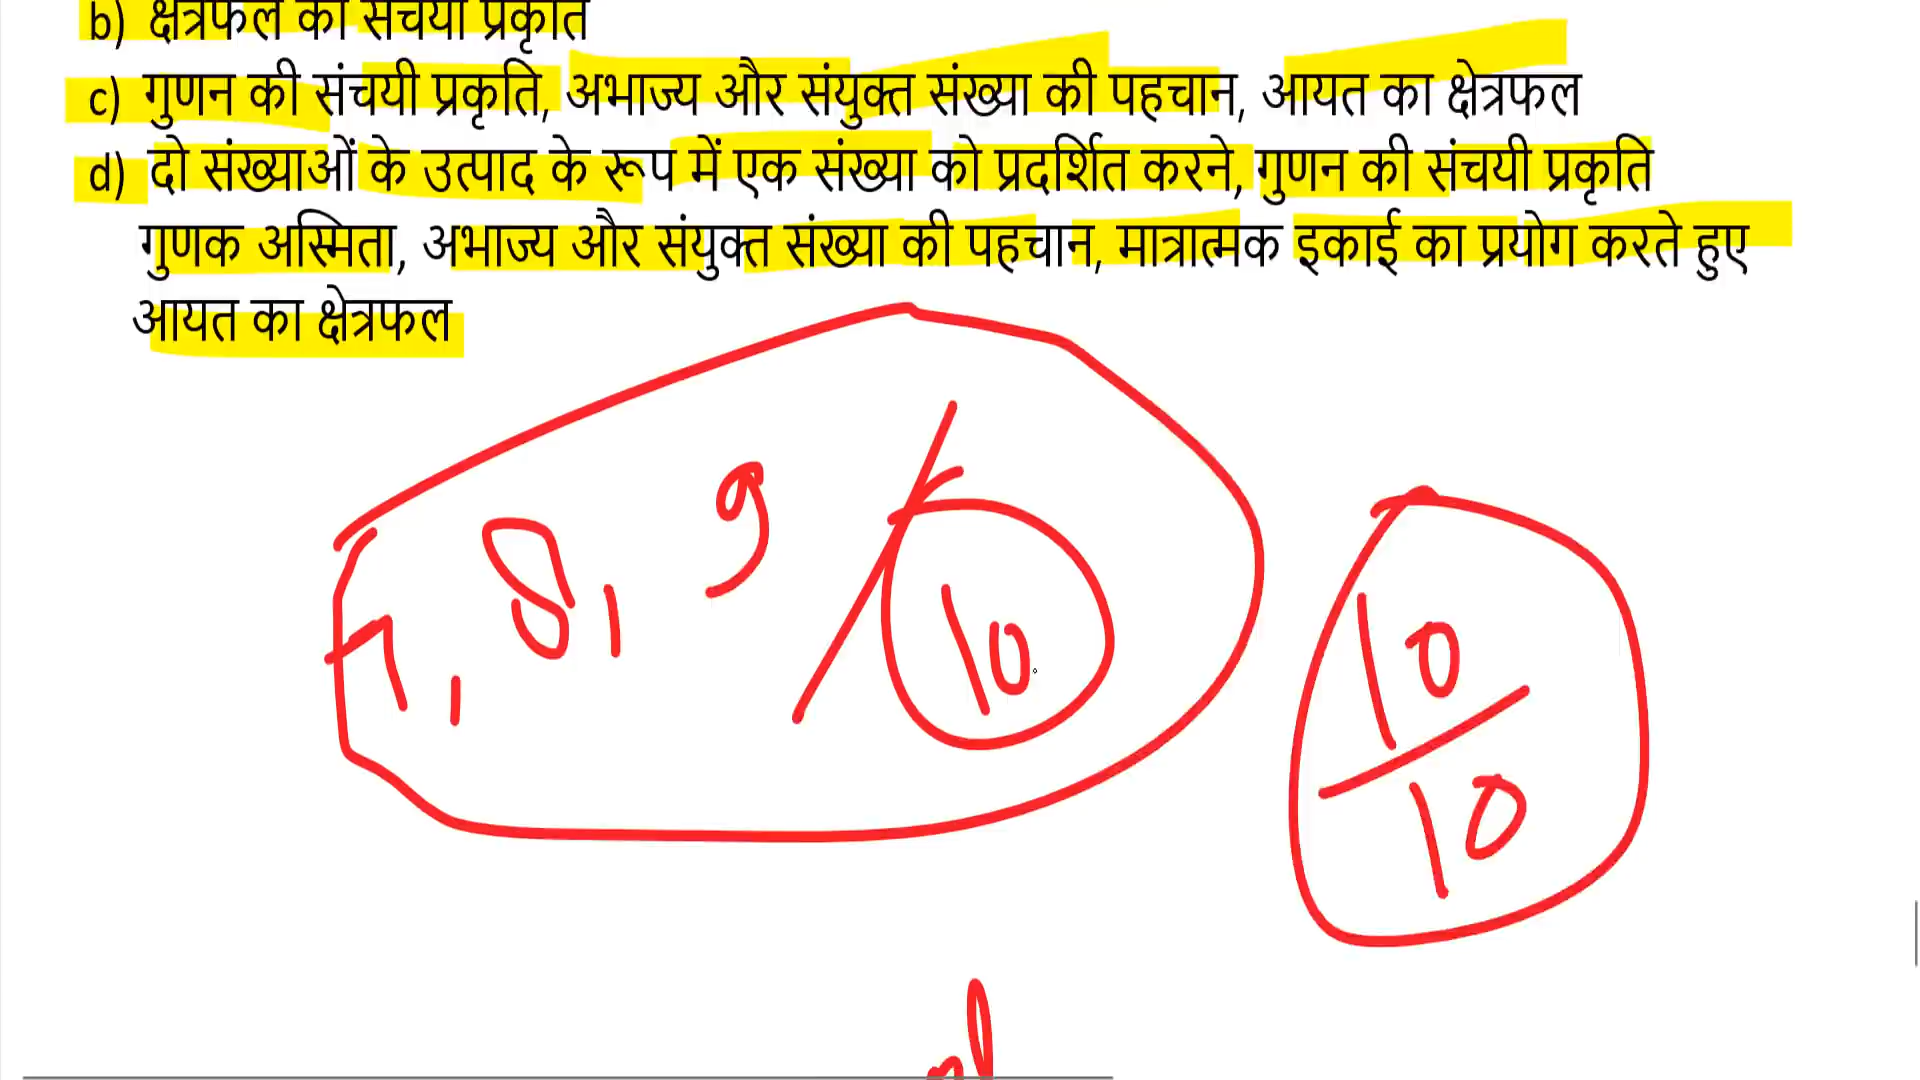 b) क्षेत्रफल की संचयी प्रकृति
c) गुणन की संचयी प्रकृति, अभाज्य और संयुक्त संख्या की पहचान, आयत का क्षेत्रफल
d) दो संख्याओं के उत्पाद के रूप में एक संख्या को प्रदर्शित करने, गुणन की संचयी प्रकृति
गुणक अस्मिता, अभाज्य और संयुक्त संख्या की पहचान, मात्रात्मक इकाई का प्रयोग करते हुए
आयत का क्षेत्रफल
7, 8, 9 / 10
10
10